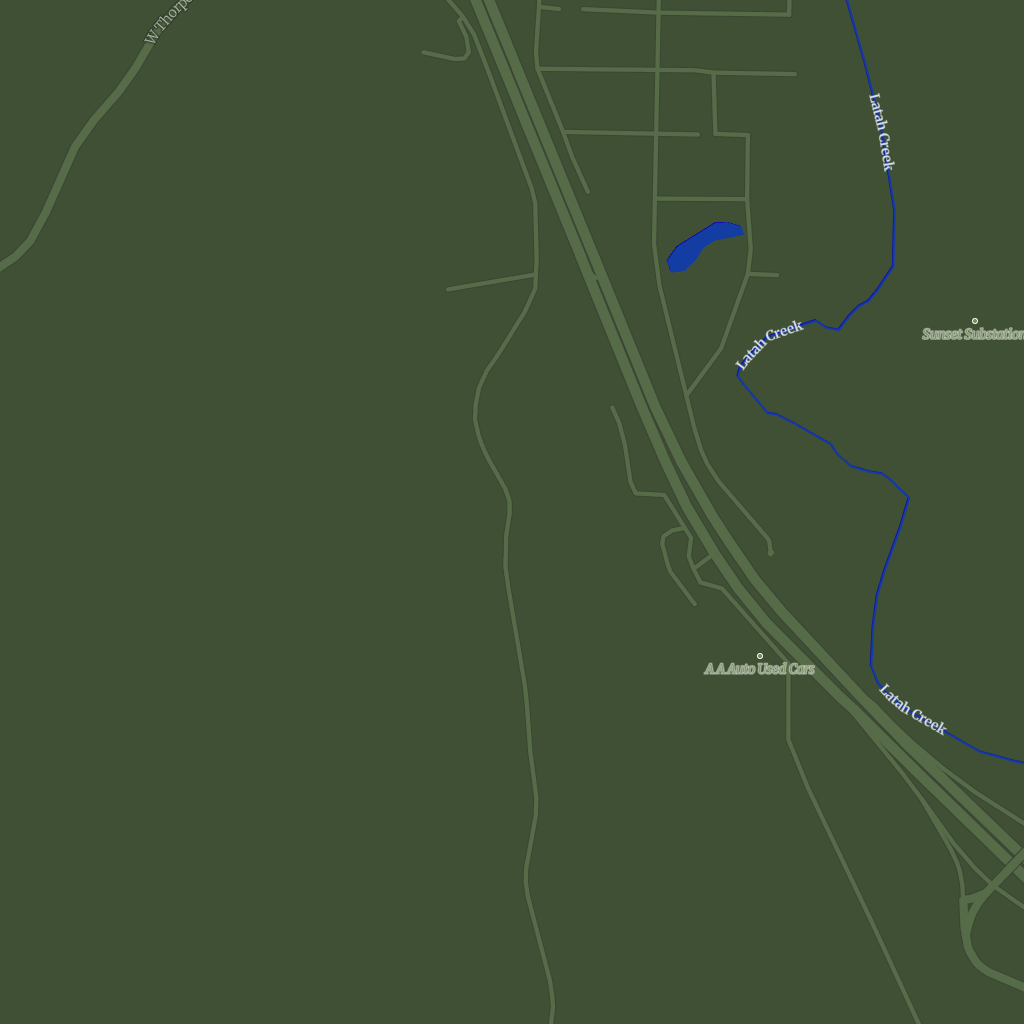 W Thorpe
Latah Creek
Latah Creek
Sunset Substation
A A Auto Used Cars
Latah Creek